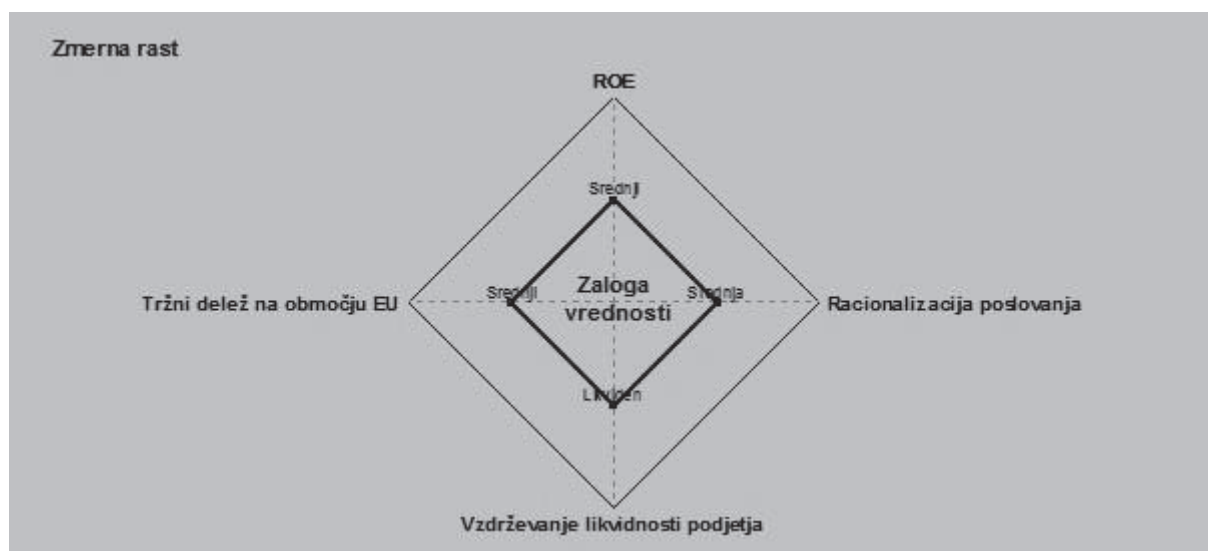 Zmerna rast
ROE
Srednji
Tržni delež na območju EU
Srednji
Zaloga
vrednosti
Srednja
Racionalizacija poslovanja
Likviden
Vzdrževanje likvidnosti podjetja